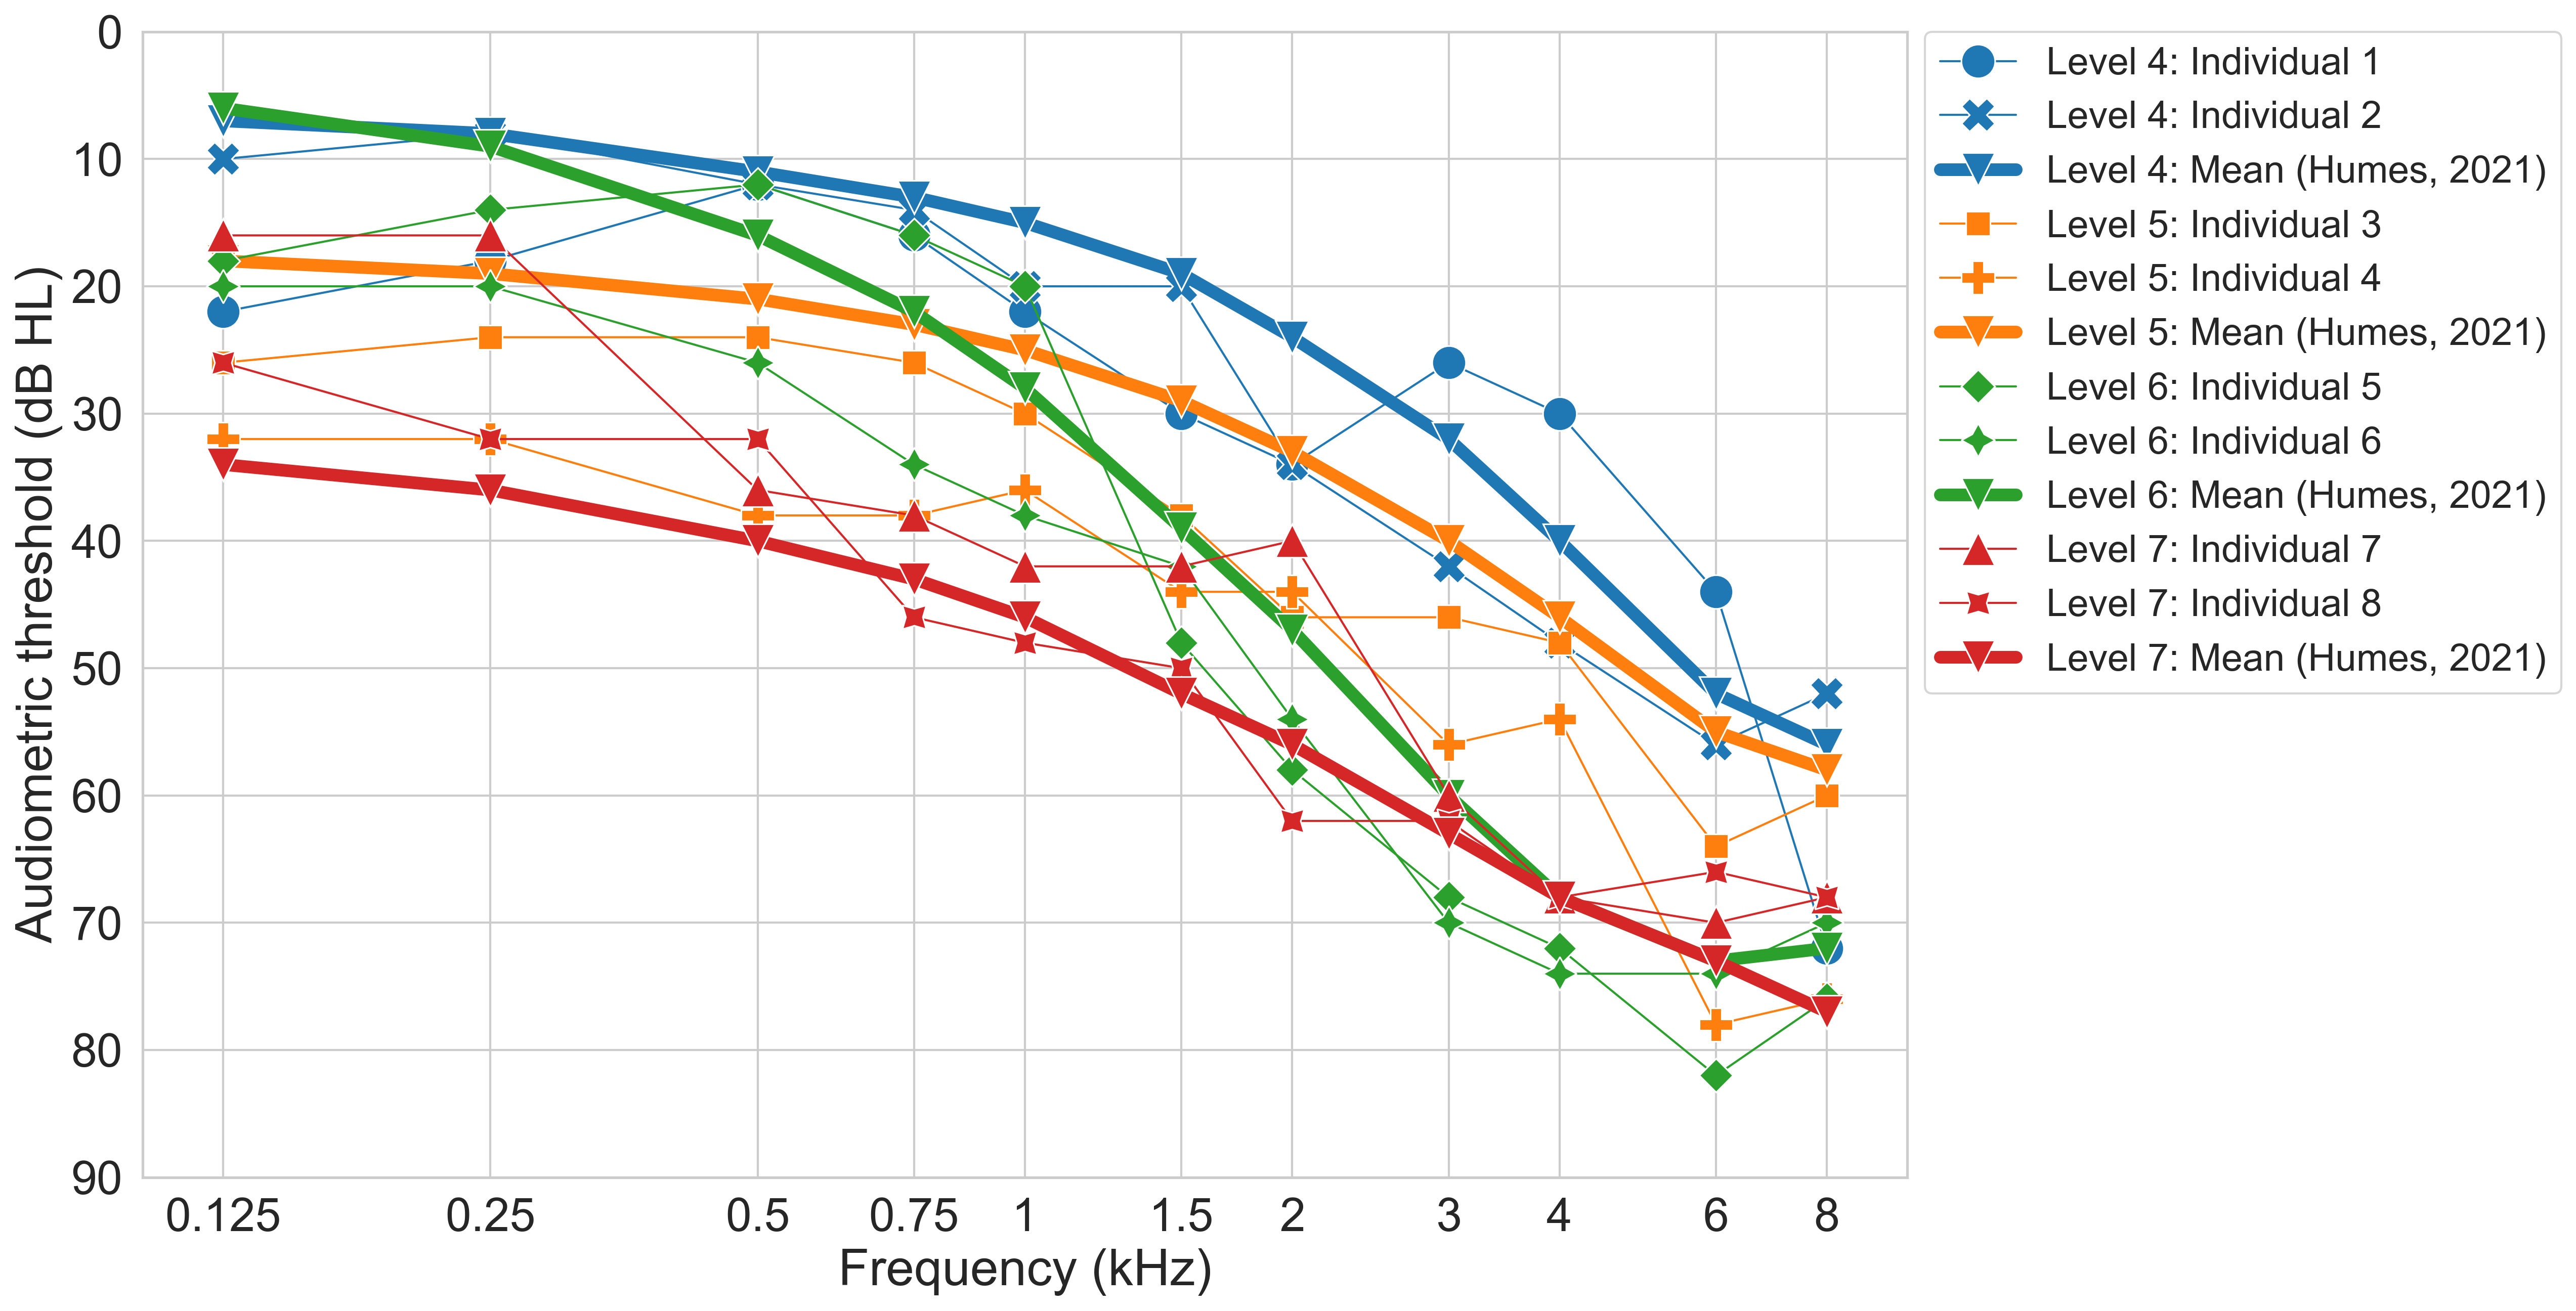 0
10
20
30
40
50
60
70
80
90
Audiometric threshold (dB HL)
0.125 0.25 0.5 0.75 1 1.5 2 3 4 6 8
Frequency (kHz)
Level 4: Individual 1
Level 4: Individual 2
Level 4: Mean (Humes, 2021)
Level 5: Individual 3
Level 5: Individual 4
Level 5: Mean (Humes, 2021)
Level 6: Individual 5
Level 6: Individual 6
Level 6: Mean (Humes, 2021)
Level 7: Individual 7
Level 7: Individual 8
Level 7: Mean (Humes, 2021)